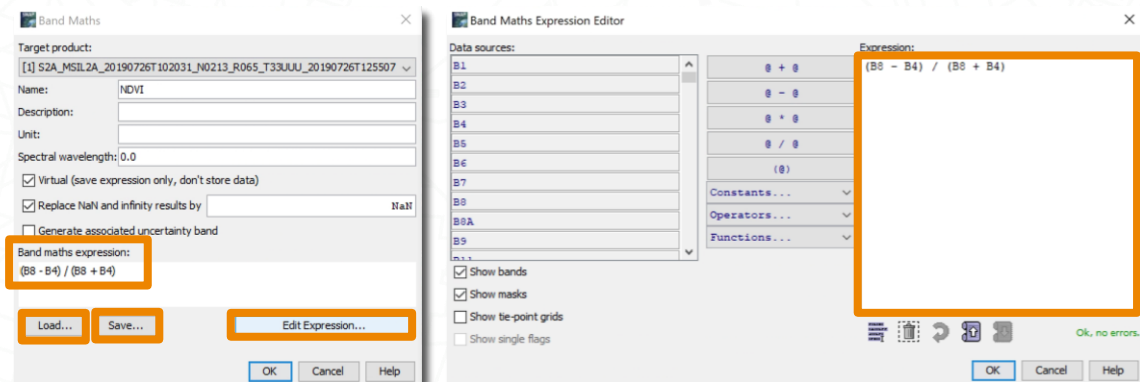 Band Maths
Target product:
[1] S2A_MSIL2A_20190726T102031_N0213_R065_T33UUU_20190726T125507
Name: NDVI
Description:
Unit:
Spectral wavelength: 0.0
Virtual (save expression only, don't store data)
Replace NaN and infinity results by NaN
Generate associated uncertainty band
Band maths expression:
(B8 - B4) / (B8 + B4)
Load... Save... Edit Expression...
OK Cancel Help
Band Maths Expression Editor
Data sources:
B1
B2
B3
B4
B5
B6
B7
B8
B8A
B9
B11
Show bands
Show masks
Show tie-point grids
Show single flags
@ + @
@ - @
@ * @
@ / @
(@)
Constants...
Operators...
Functions...
Expression:
(B8 - B4) / (B8 + B4)
Ok, no errors.
OK Cancel Help